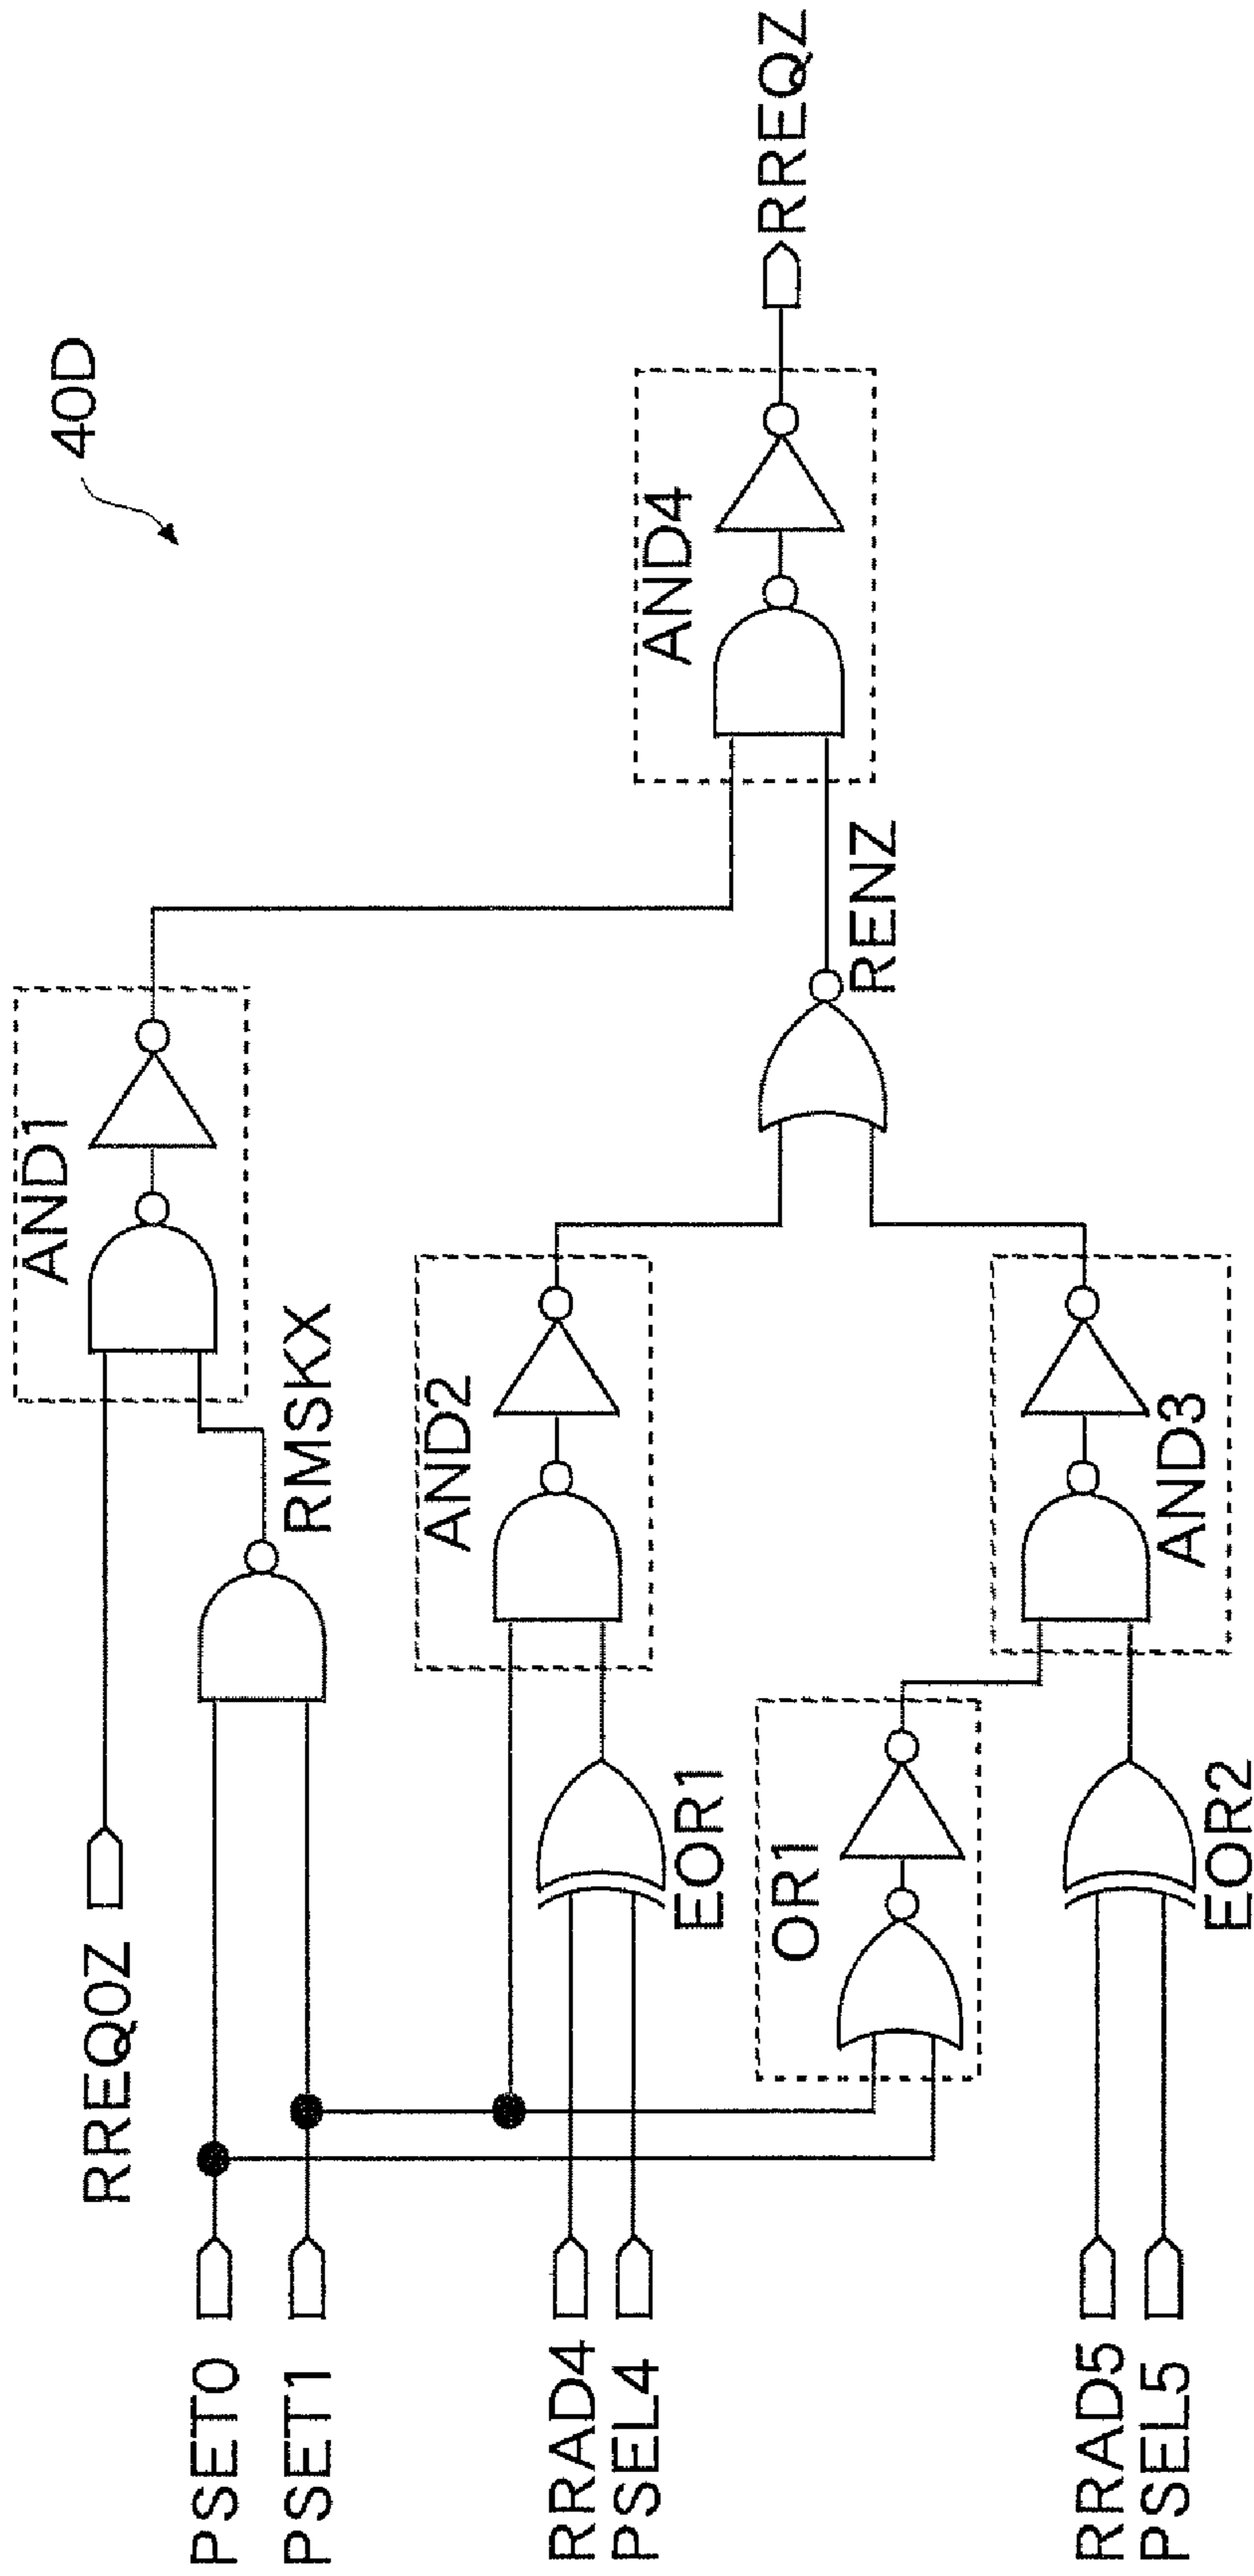 40D
RREQ0Z
PSET0
PSET1
RMSKX
AND1
RRAD4
PSEL4
EOR1
AND2
OR1
RRAD5
PSEL5
EOR2
AND3
RENZ
AND4
RREQZ